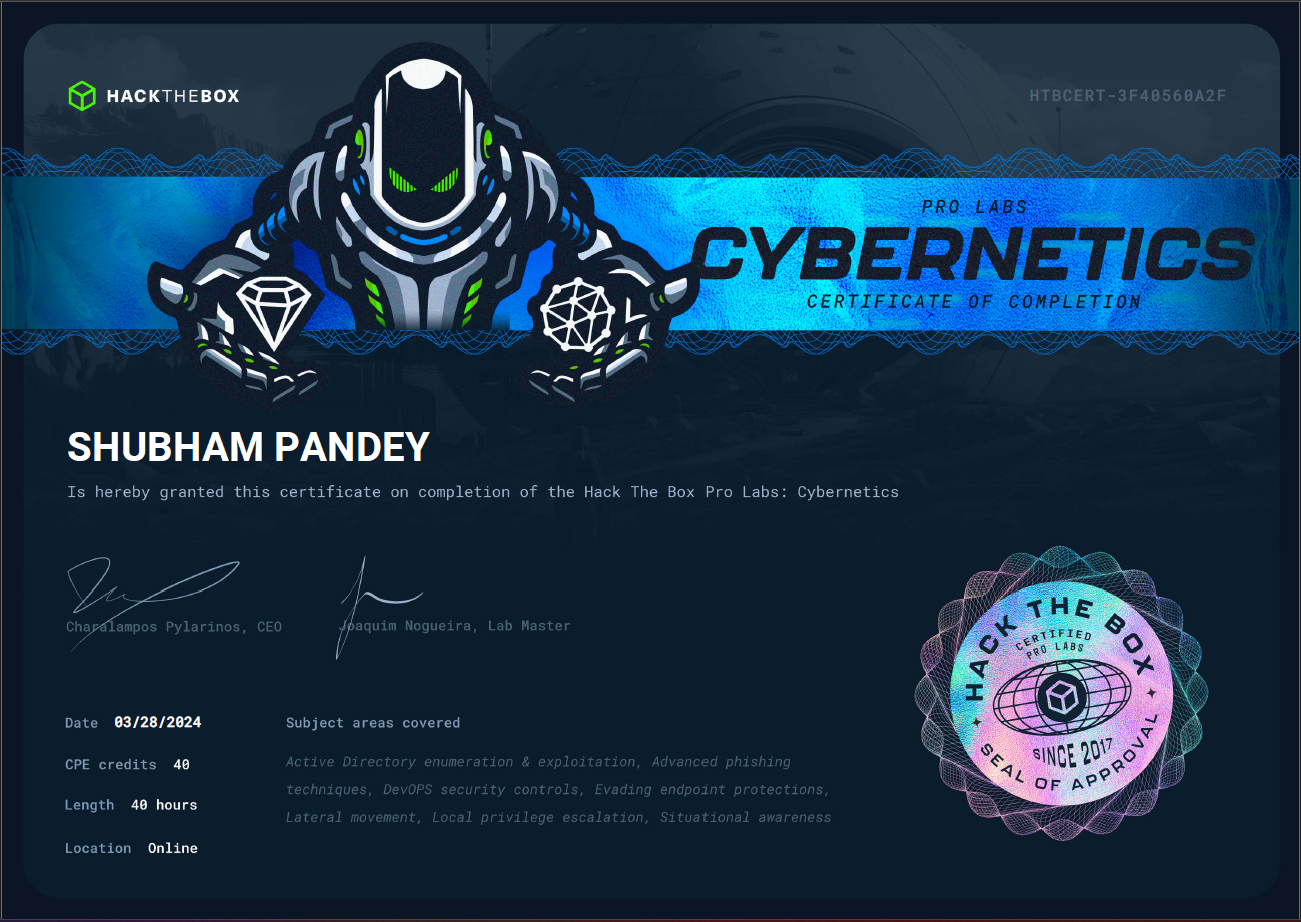 HACKTHEBOX
HTBCERT-3F40560A2F
PRO LABS
CYBERNETICS
CERTIFICATE OF COMPLETION
SHUBHAM PANDEY
Is hereby granted this certificate on completion of the Hack The Box Pro Labs: Cybernetics
Charalampos Pylarinos, CEO
Joaquim Nogueira, Lab Master
Date 03/28/2024
CPE credits 40
Length 40 hours
Location Online
Subject areas covered
Active Directory enumeration & exploitation, Advanced phishing
techniques, DevOPS security controls, Evading endpoint protections,
Lateral movement, Local privilege escalation, Situational awareness
HACK THE BOX
CERTIFIED
PRO LABS
SINCE 2017
SEAL OF APPROVAL